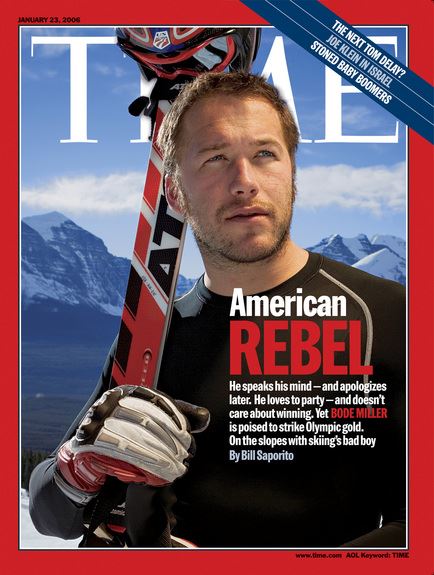 JANUARY 23, 2006
THE NEXT TOM DELAY?
JOE KLEIN IN ISRAEL
STONED BABY BOOMERS
TIME
ATOMIC
American
REBEL
He speaks his mind—and apologizes
later. He loves to party—and doesn't
care about winning. Yet BODE MILLER
is poised to strike Olympic gold.
On the slopes with skiing's bad boy
By Bill Saporito
www.time.com AOL Keyword: TIME